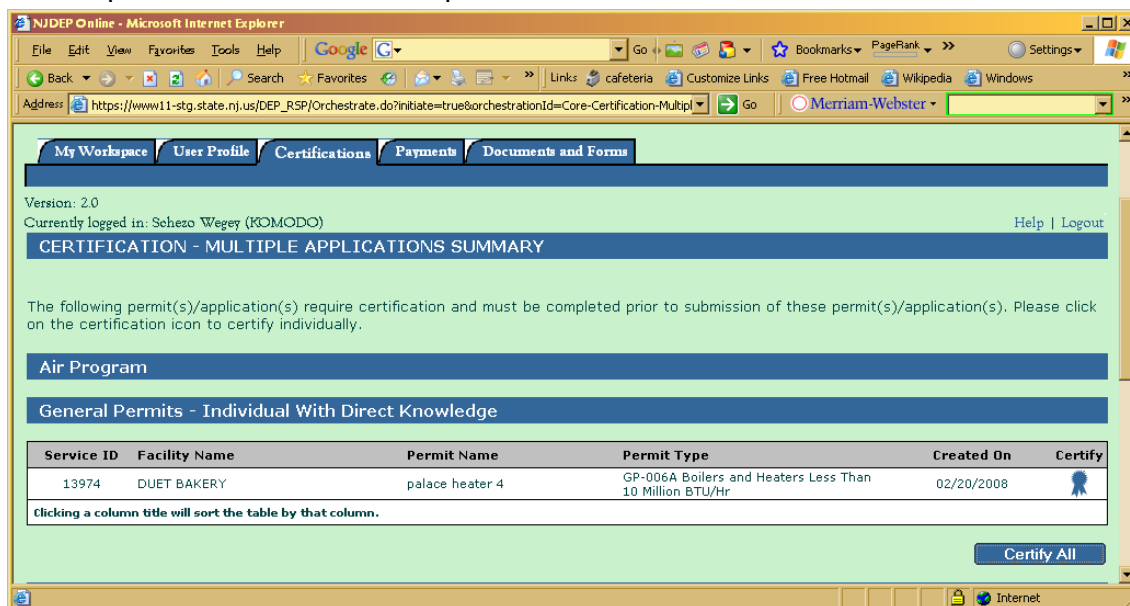 NJDEP Online - Microsoft Internet Explorer
File Edit View Favorites Tools Help Google G Go Bookmarks PageRank » Settings
Back Search Favorites » Links cafeteria Customize Links Free Hotmail Wikipedia Windows »
Address https://www11-stg.state.nj.us/DEP_RSP/Orchestrate.do?initiate=true&orchestrationId=Core-Certification-Multipl Go Merriam-Webster »
My Workspace User Profile Certifications Payments Documents and Forms
Version: 2.0
Currently logged in: Schezo Wegey (KOMODO) Help | Logout
CERTIFICATION - MULTIPLE APPLICATIONS SUMMARY
The following permit(s)/application(s) require certification and must be completed prior to submission of these permit(s)/application(s). Please click
on the certification icon to certify individually.
Air Program
General Permits - Individual With Direct Knowledge
Service ID Facility Name Permit Name Permit Type Created On Certify
13974 DUET BAKERY palace heater 4 GP-006A Boilers and Heaters Less Than 02/20/2008
10 Million BTU/Hr
Clicking a column title will sort the table by that column.
Certify All
Internet